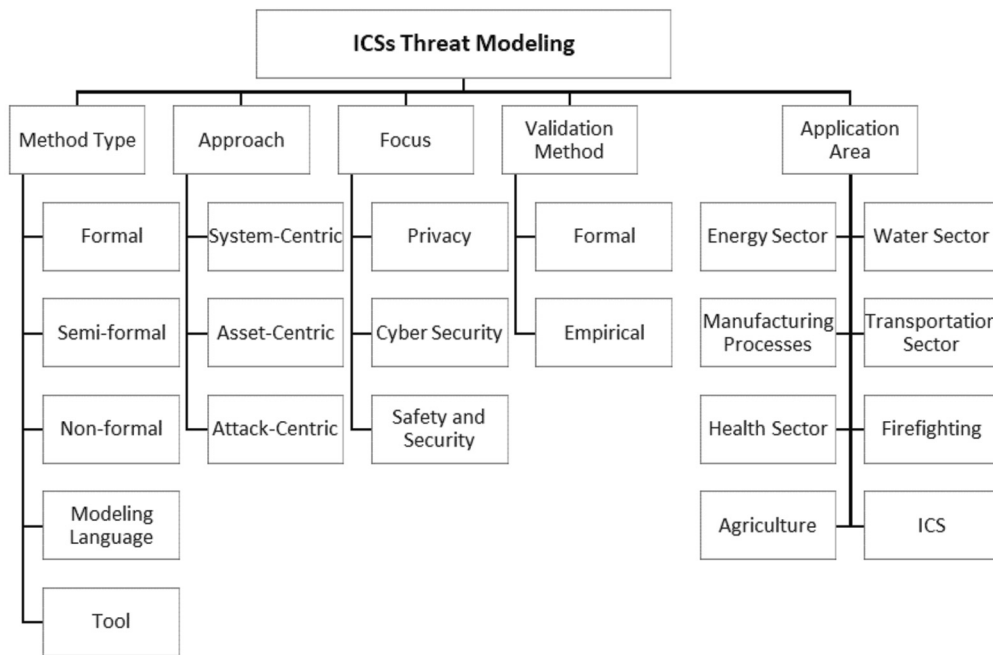 ICSs Threat Modeling
Method Type
Approach
Focus
Validation
Method
Application
Area
Formal
Semi-formal
Non-formal
Modeling
Language
Tool
System-Centric
Asset-Centric
Attack-Centric
Privacy
Cyber Security
Safety and
Security
Formal
Empirical
Energy Sector
Water Sector
Manufacturing
Processes
Transportation
Sector
Health Sector
Firefighting
Agriculture
ICS